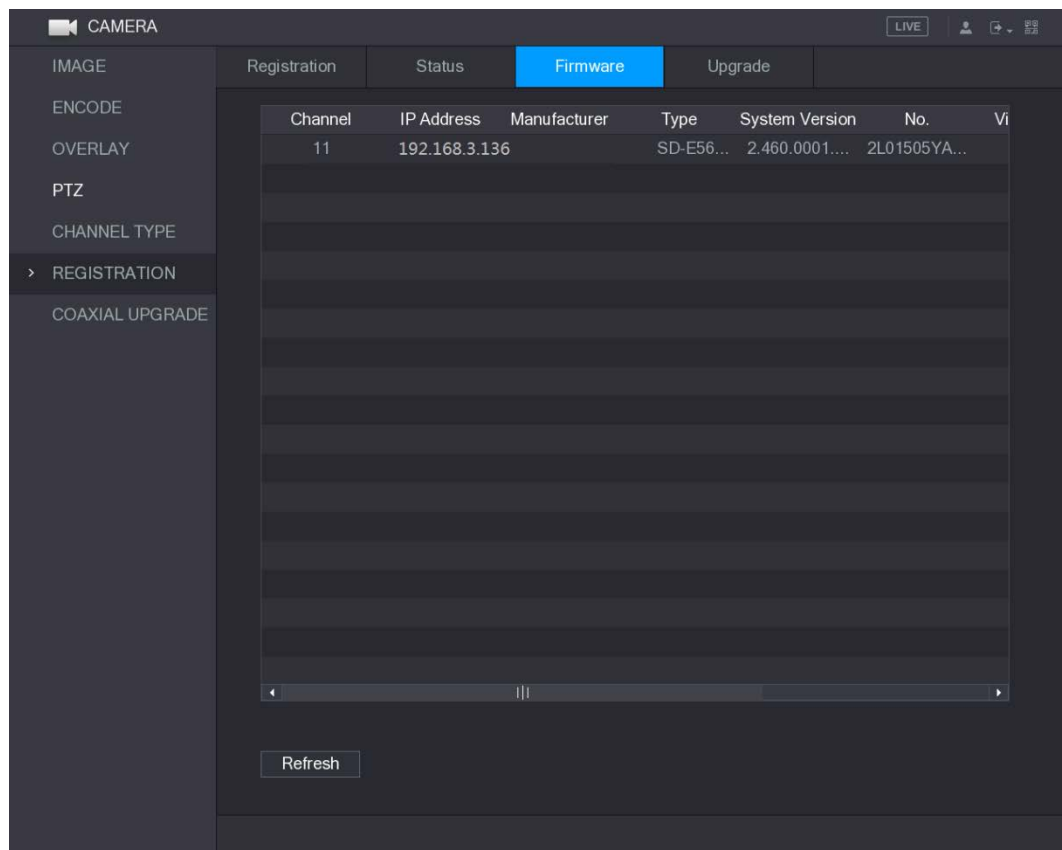 CAMERA LIVE
IMAGE
ENCODE
OVERLAY
PTZ
CHANNEL TYPE
REGISTRATION
COAXIAL UPGRADE
Registration Status Firmware Upgrade
Channel IP Address Manufacturer Type System Version No. Vi
11 192.168.3.136 SD-E56... 2.460.0001.... 2L01505YA...
Refresh